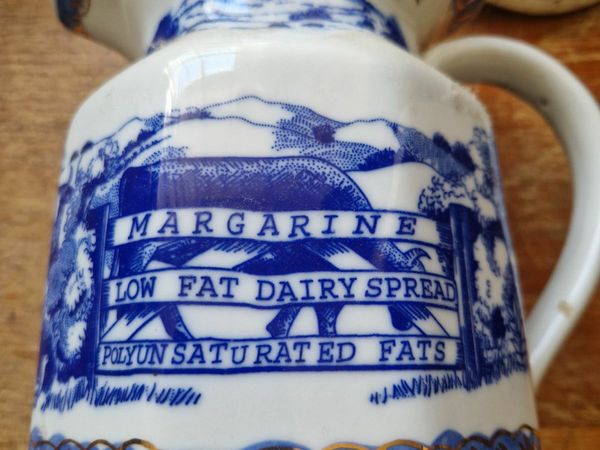 MARGARINE
LOW FAT DAIRY SPREAD
POLYUNSATURATED FATS